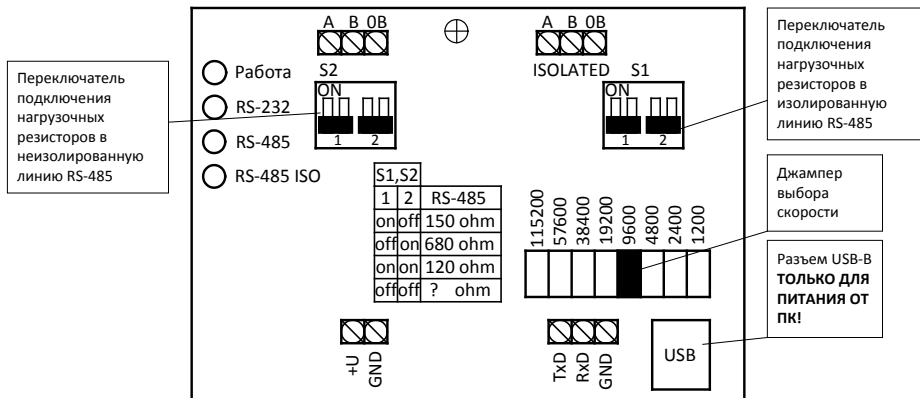 Переключатель
подключения
нагрузочных
резисторов в
неизолированную
линию RS-485
A B 0B
Работа
RS-232
RS-485
RS-485 ISO
S2
ON
1 2
A B 0B
ISOLATED S1
ON
1 2
Переключатель
подключения
нагрузочных
резисторов в
изолированную
линию RS-485
S1,S2
1 2 RS-485
on off 150 ohm
off on 680 ohm
on on 120 ohm
off off ? ohm
115200
57600
38400
19200
9600
4800
2400
1200
Джампер
выбора
скорости
Разъем USB-B
ТОЛЬКО ДЛЯ
ПИТАНИЯ ОТ
ПК!
+U
GND
TxD
RxD
GND
USB